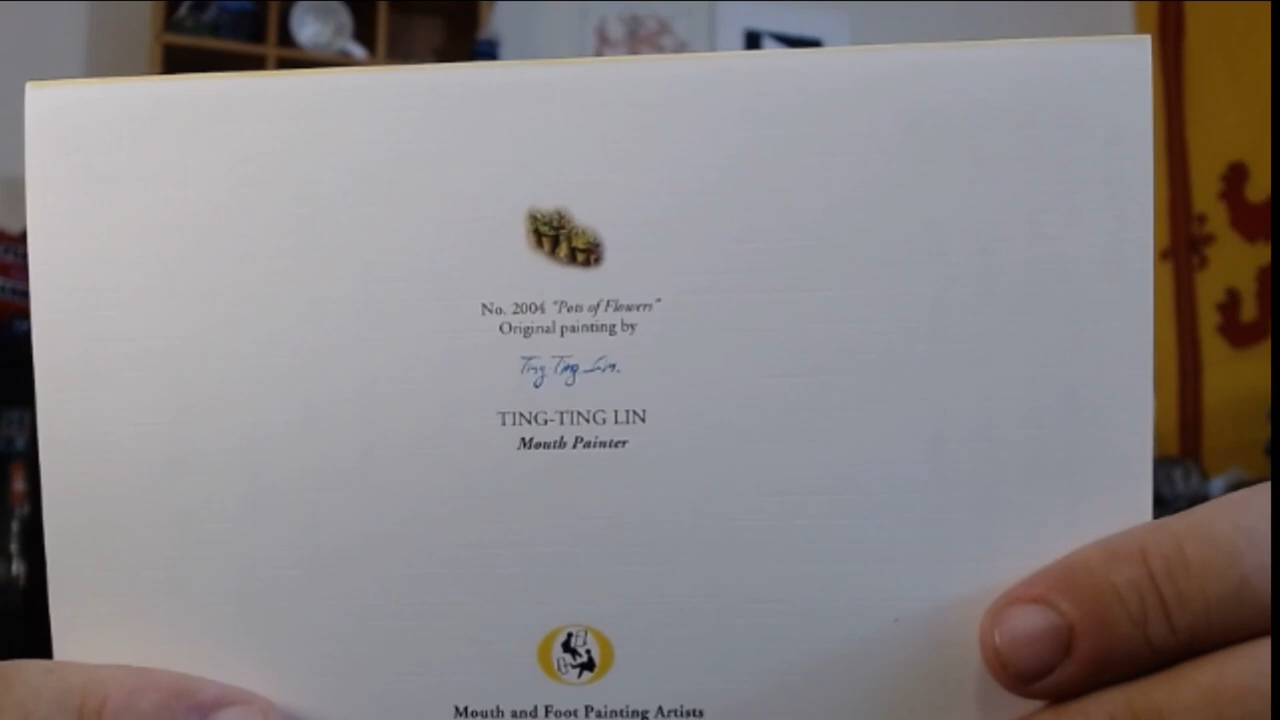 No. 2004 "Pots of Flowers"
Original painting by
Ting Ting Lin.
TING-TING LIN
Mouth Painter
Mouth and Foot Painting Artists